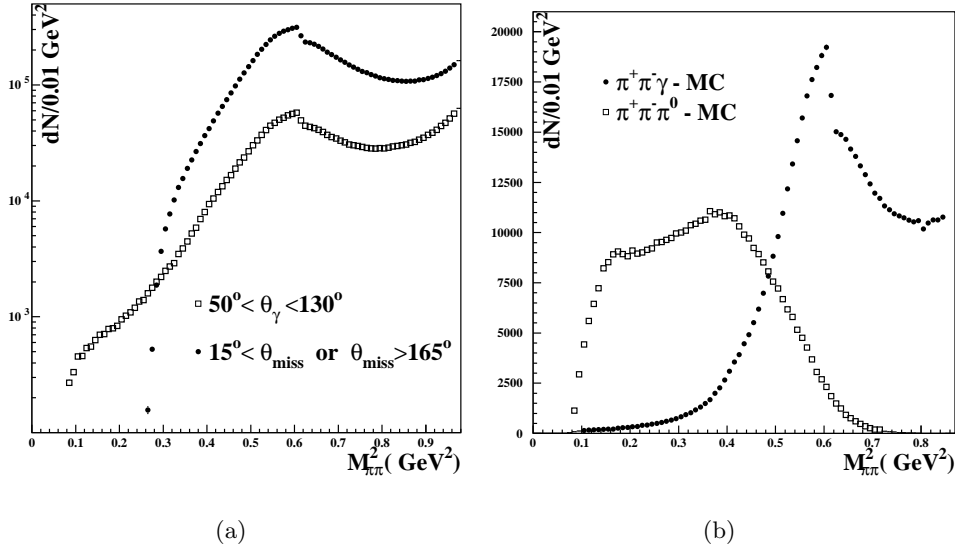 dN/0.01 GeV²
10⁵
10⁴
10³
50° < θγ < 130°
15° < θmiss or θmiss > 165°
0 0.1 0.2 0.3 0.4 0.5 0.6 0.7 0.8 0.9
M²ππ( GeV²)
(a)
dN/0.01 GeV²
20000
17500
15000
12500
10000
7500
5000
2500
0
π⁺π⁻γ - MC
π⁺π⁻π⁰ - MC
0 0.1 0.2 0.3 0.4 0.5 0.6 0.7 0.8
M²ππ( GeV²)
(b)